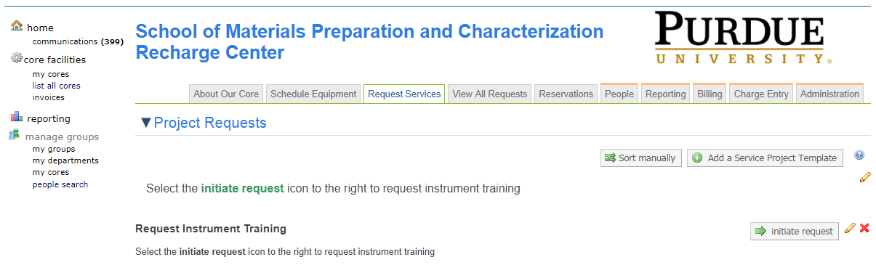 home
communications (399)
core facilities
my cores
list all cores
invoices
reporting
manage groups
my groups
my departments
my cores
people search
School of Materials Preparation and Characterization
Recharge Center
PURDUE
UNIVERSITY®
About Our Core Schedule Equipment Request Services View All Requests Reservations People Reporting Billing Charge Entry Administration
▼Project Requests
Sort manually Add a Service Project Template ?
Select the initiate request icon to the right to request instrument training
Request Instrument Training initiate request
Select the initiate request icon to the right to request instrument training